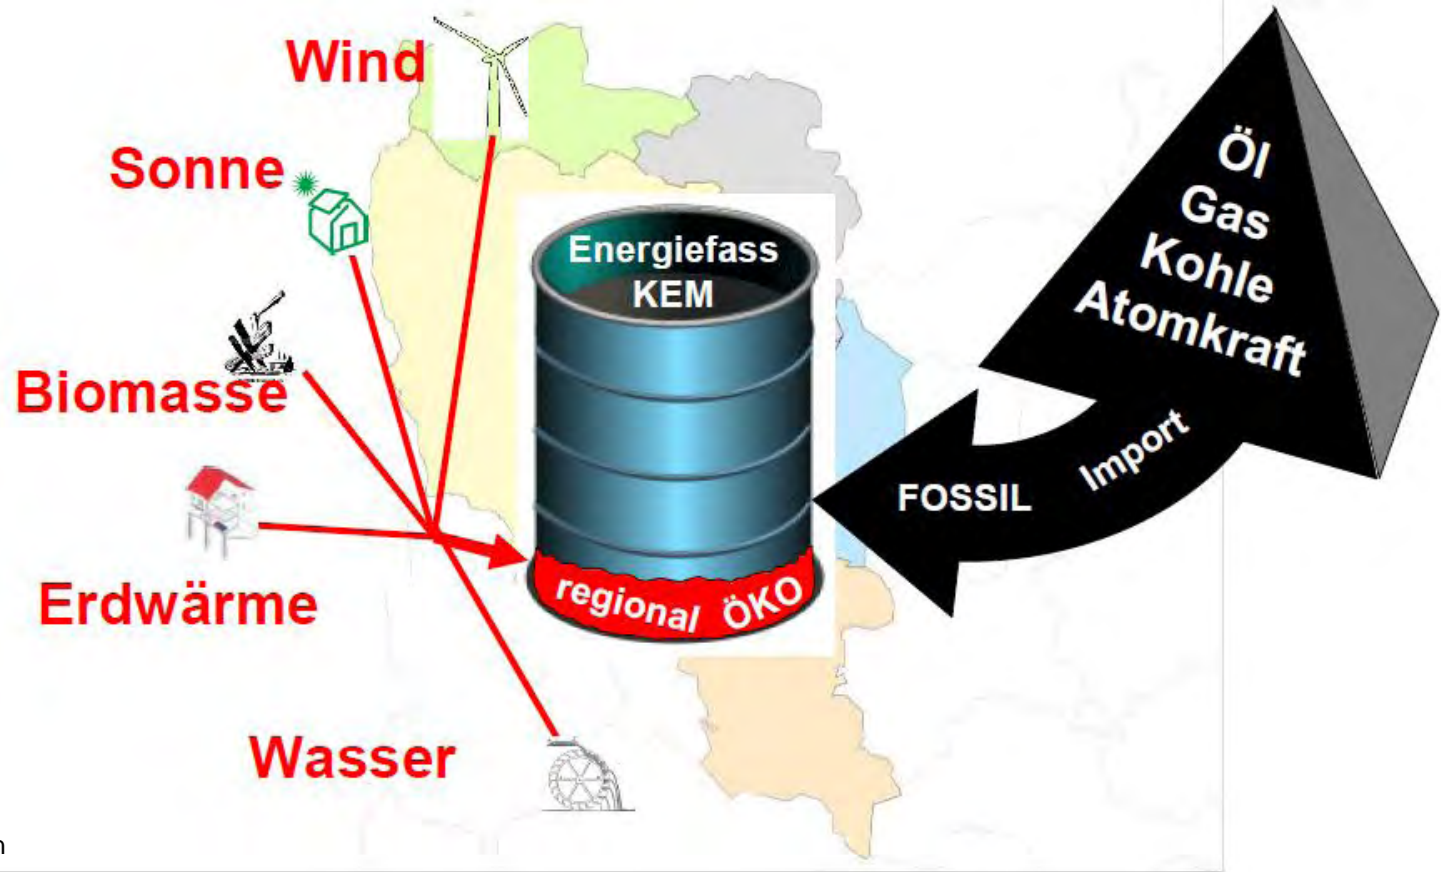 Wind
Sonne
Biomasse
Erdwärme
Wasser
Energiefass
KEM
regional ÖKO
Öl
Gas
Kohle
Atomkraft
Import
FOSSIL
n